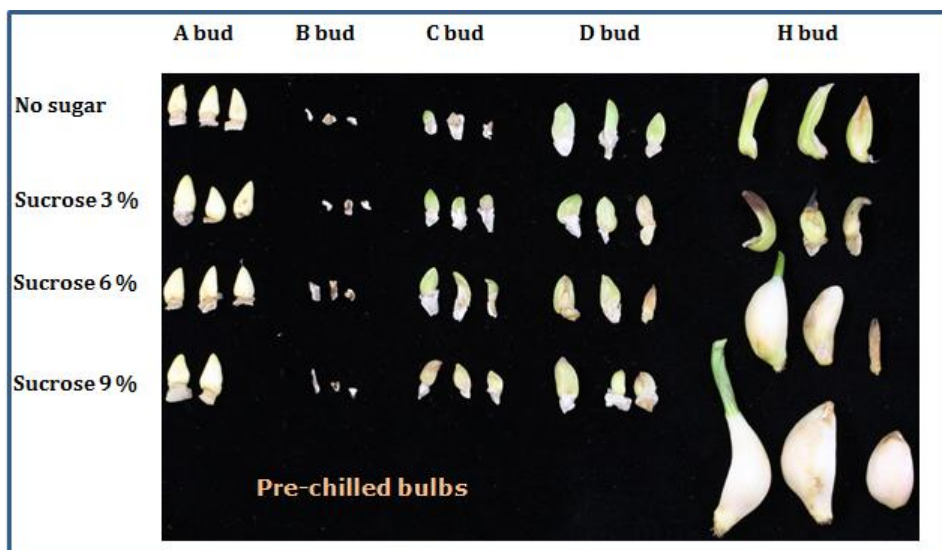 A bud B bud C bud D bud H bud
No sugar
Sucrose 3 %
Sucrose 6 %
Sucrose 9 %
Pre-chilled bulbs